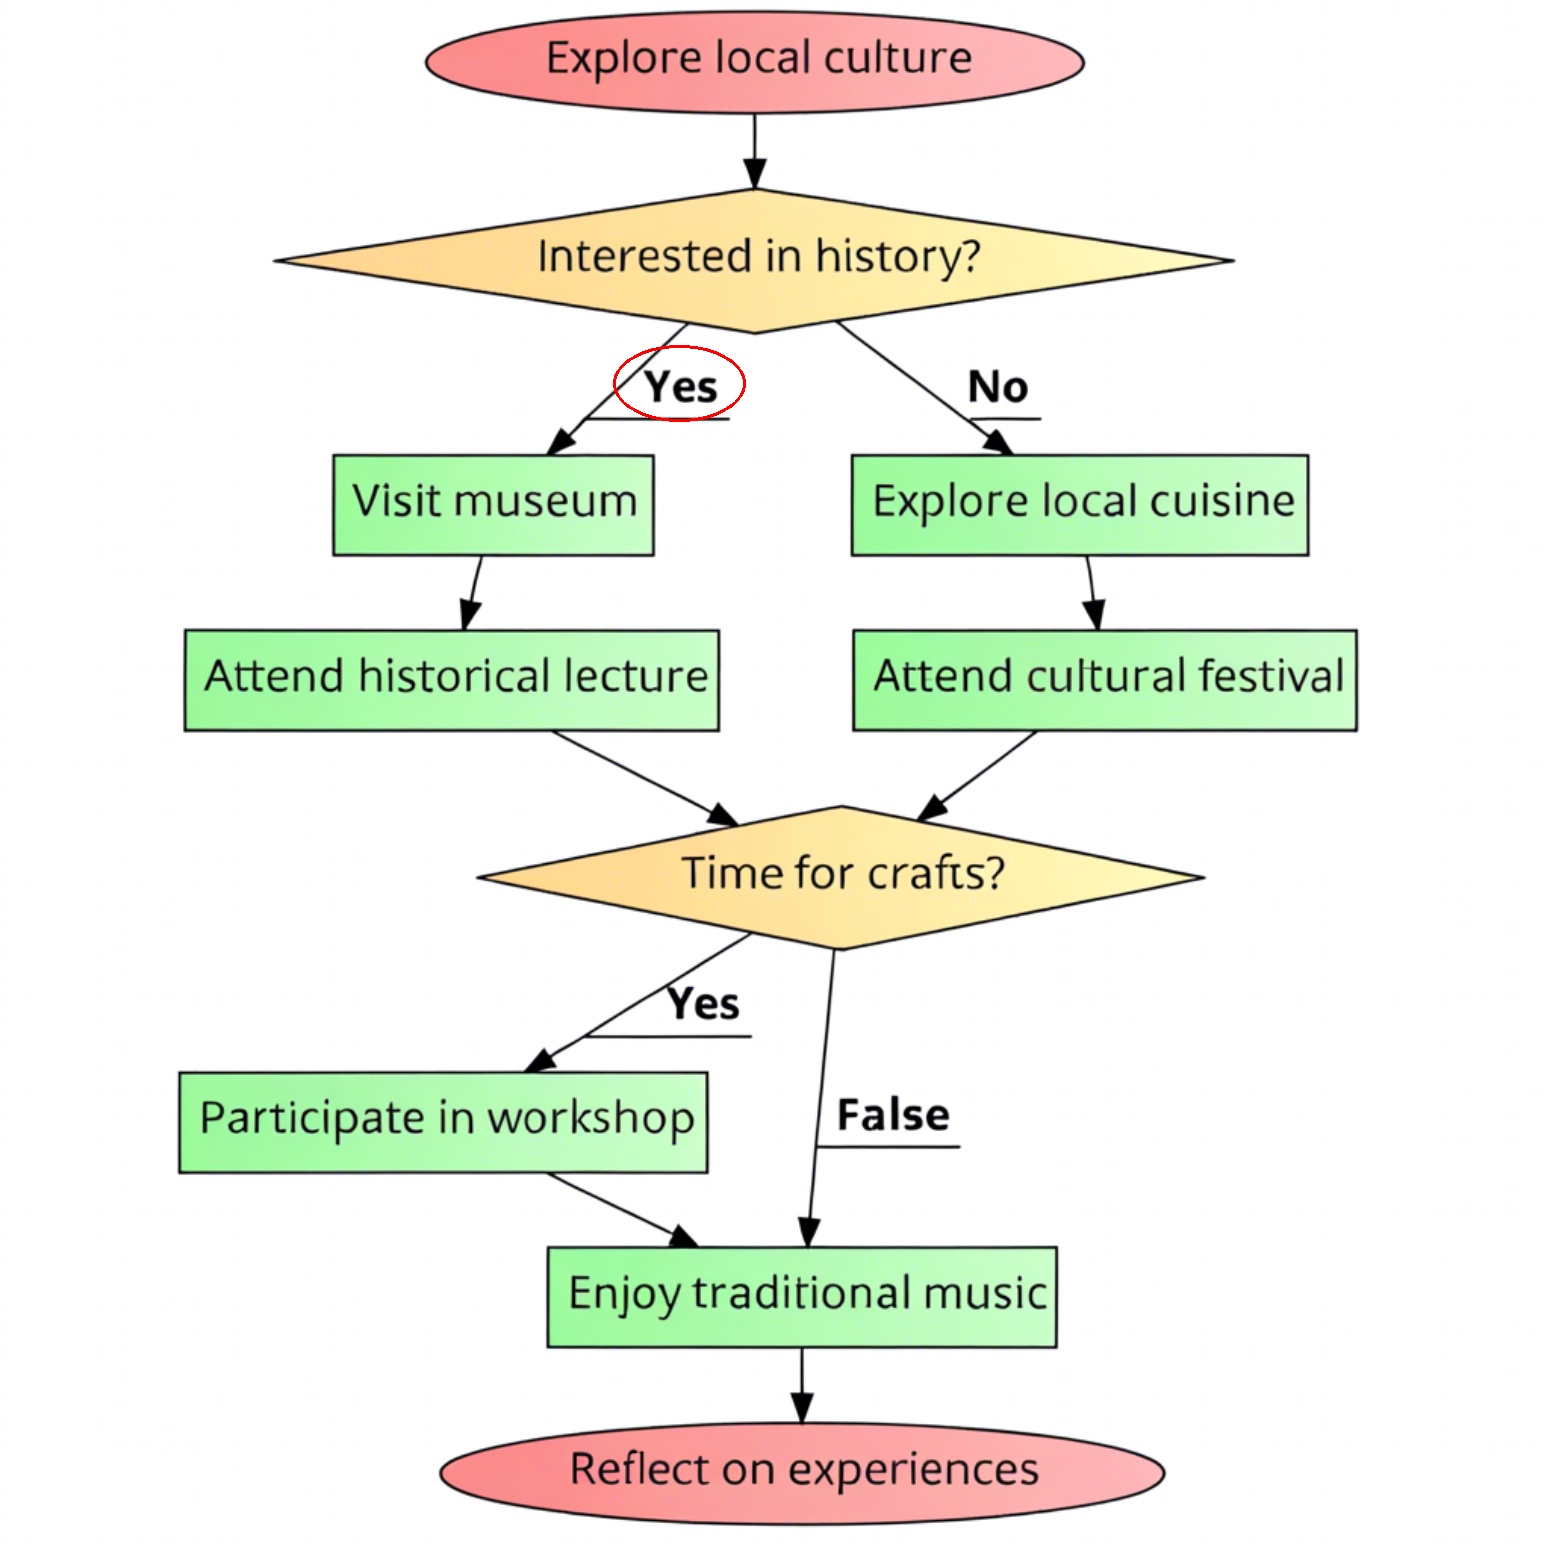 Explore local culture
Interested in history?
Yes
No
Visit museum
Explore local cuisine
Attend historical lecture
Attend cultural festival
Time for crafts?
Yes
False
Participate in workshop
Enjoy traditional music
Reflect on experiences